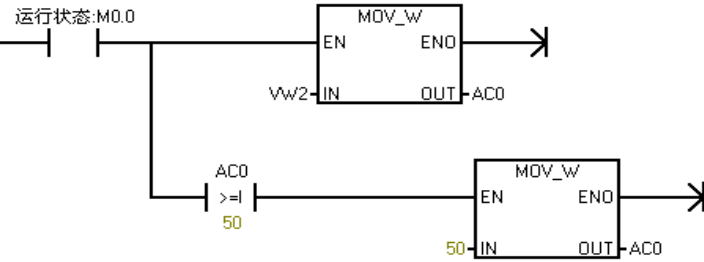 运行状态:M0.0
MOV_W
EN ENO
VW2 IN OUT AC0
AC0
>=I
50
MOV_W
EN ENO
50 IN OUT AC0